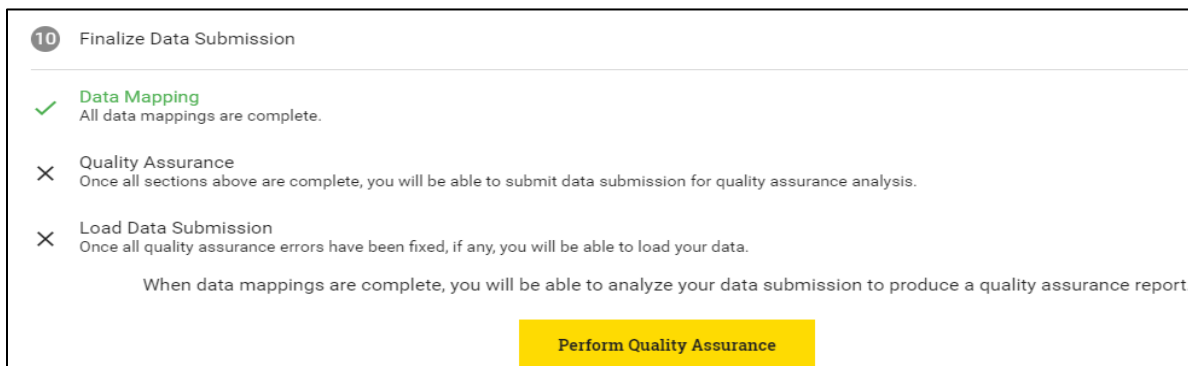 10 Finalize Data Submission
Data Mapping
All data mappings are complete.
Quality Assurance
Once all sections above are complete, you will be able to submit data submission for quality assurance analysis.
Load Data Submission
Once all quality assurance errors have been fixed, if any, you will be able to load your data.
When data mappings are complete, you will be able to analyze your data submission to produce a quality assurance report
Perform Quality Assurance